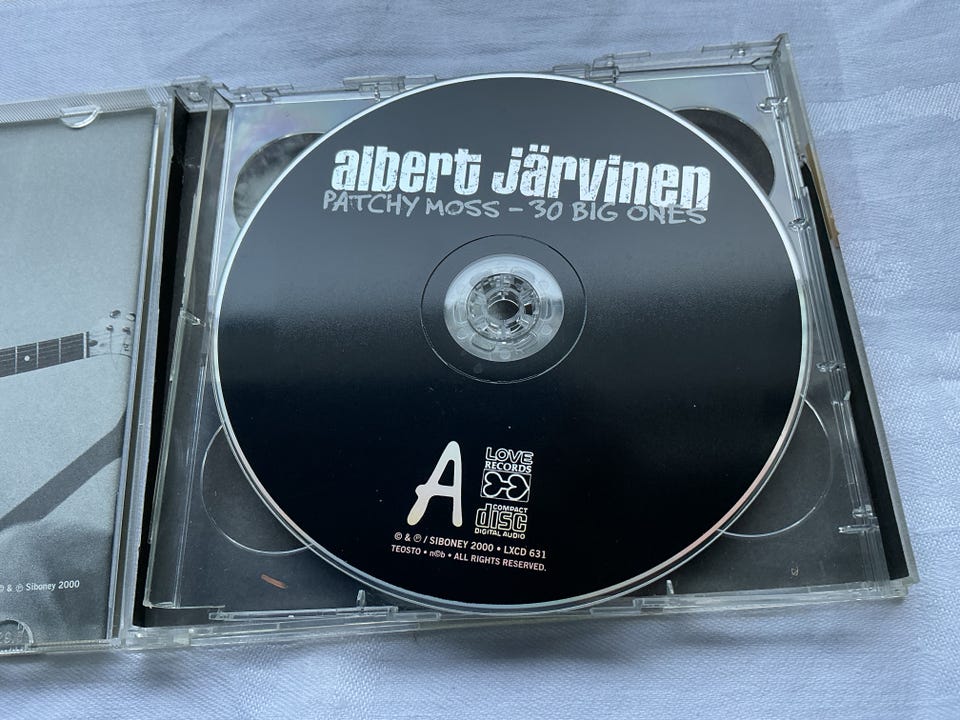 albert järvinen
PATCHY MOSS – 30 BIG ONES
A
LOVE
RECORDS
COMPACT
disc
DIGITAL AUDIO
© & ℗ / SIBONEY 2000 • LXCD 631
TEOSTO • n©b • ALL RIGHTS RESERVED.
© & ℗ Siboney 2000